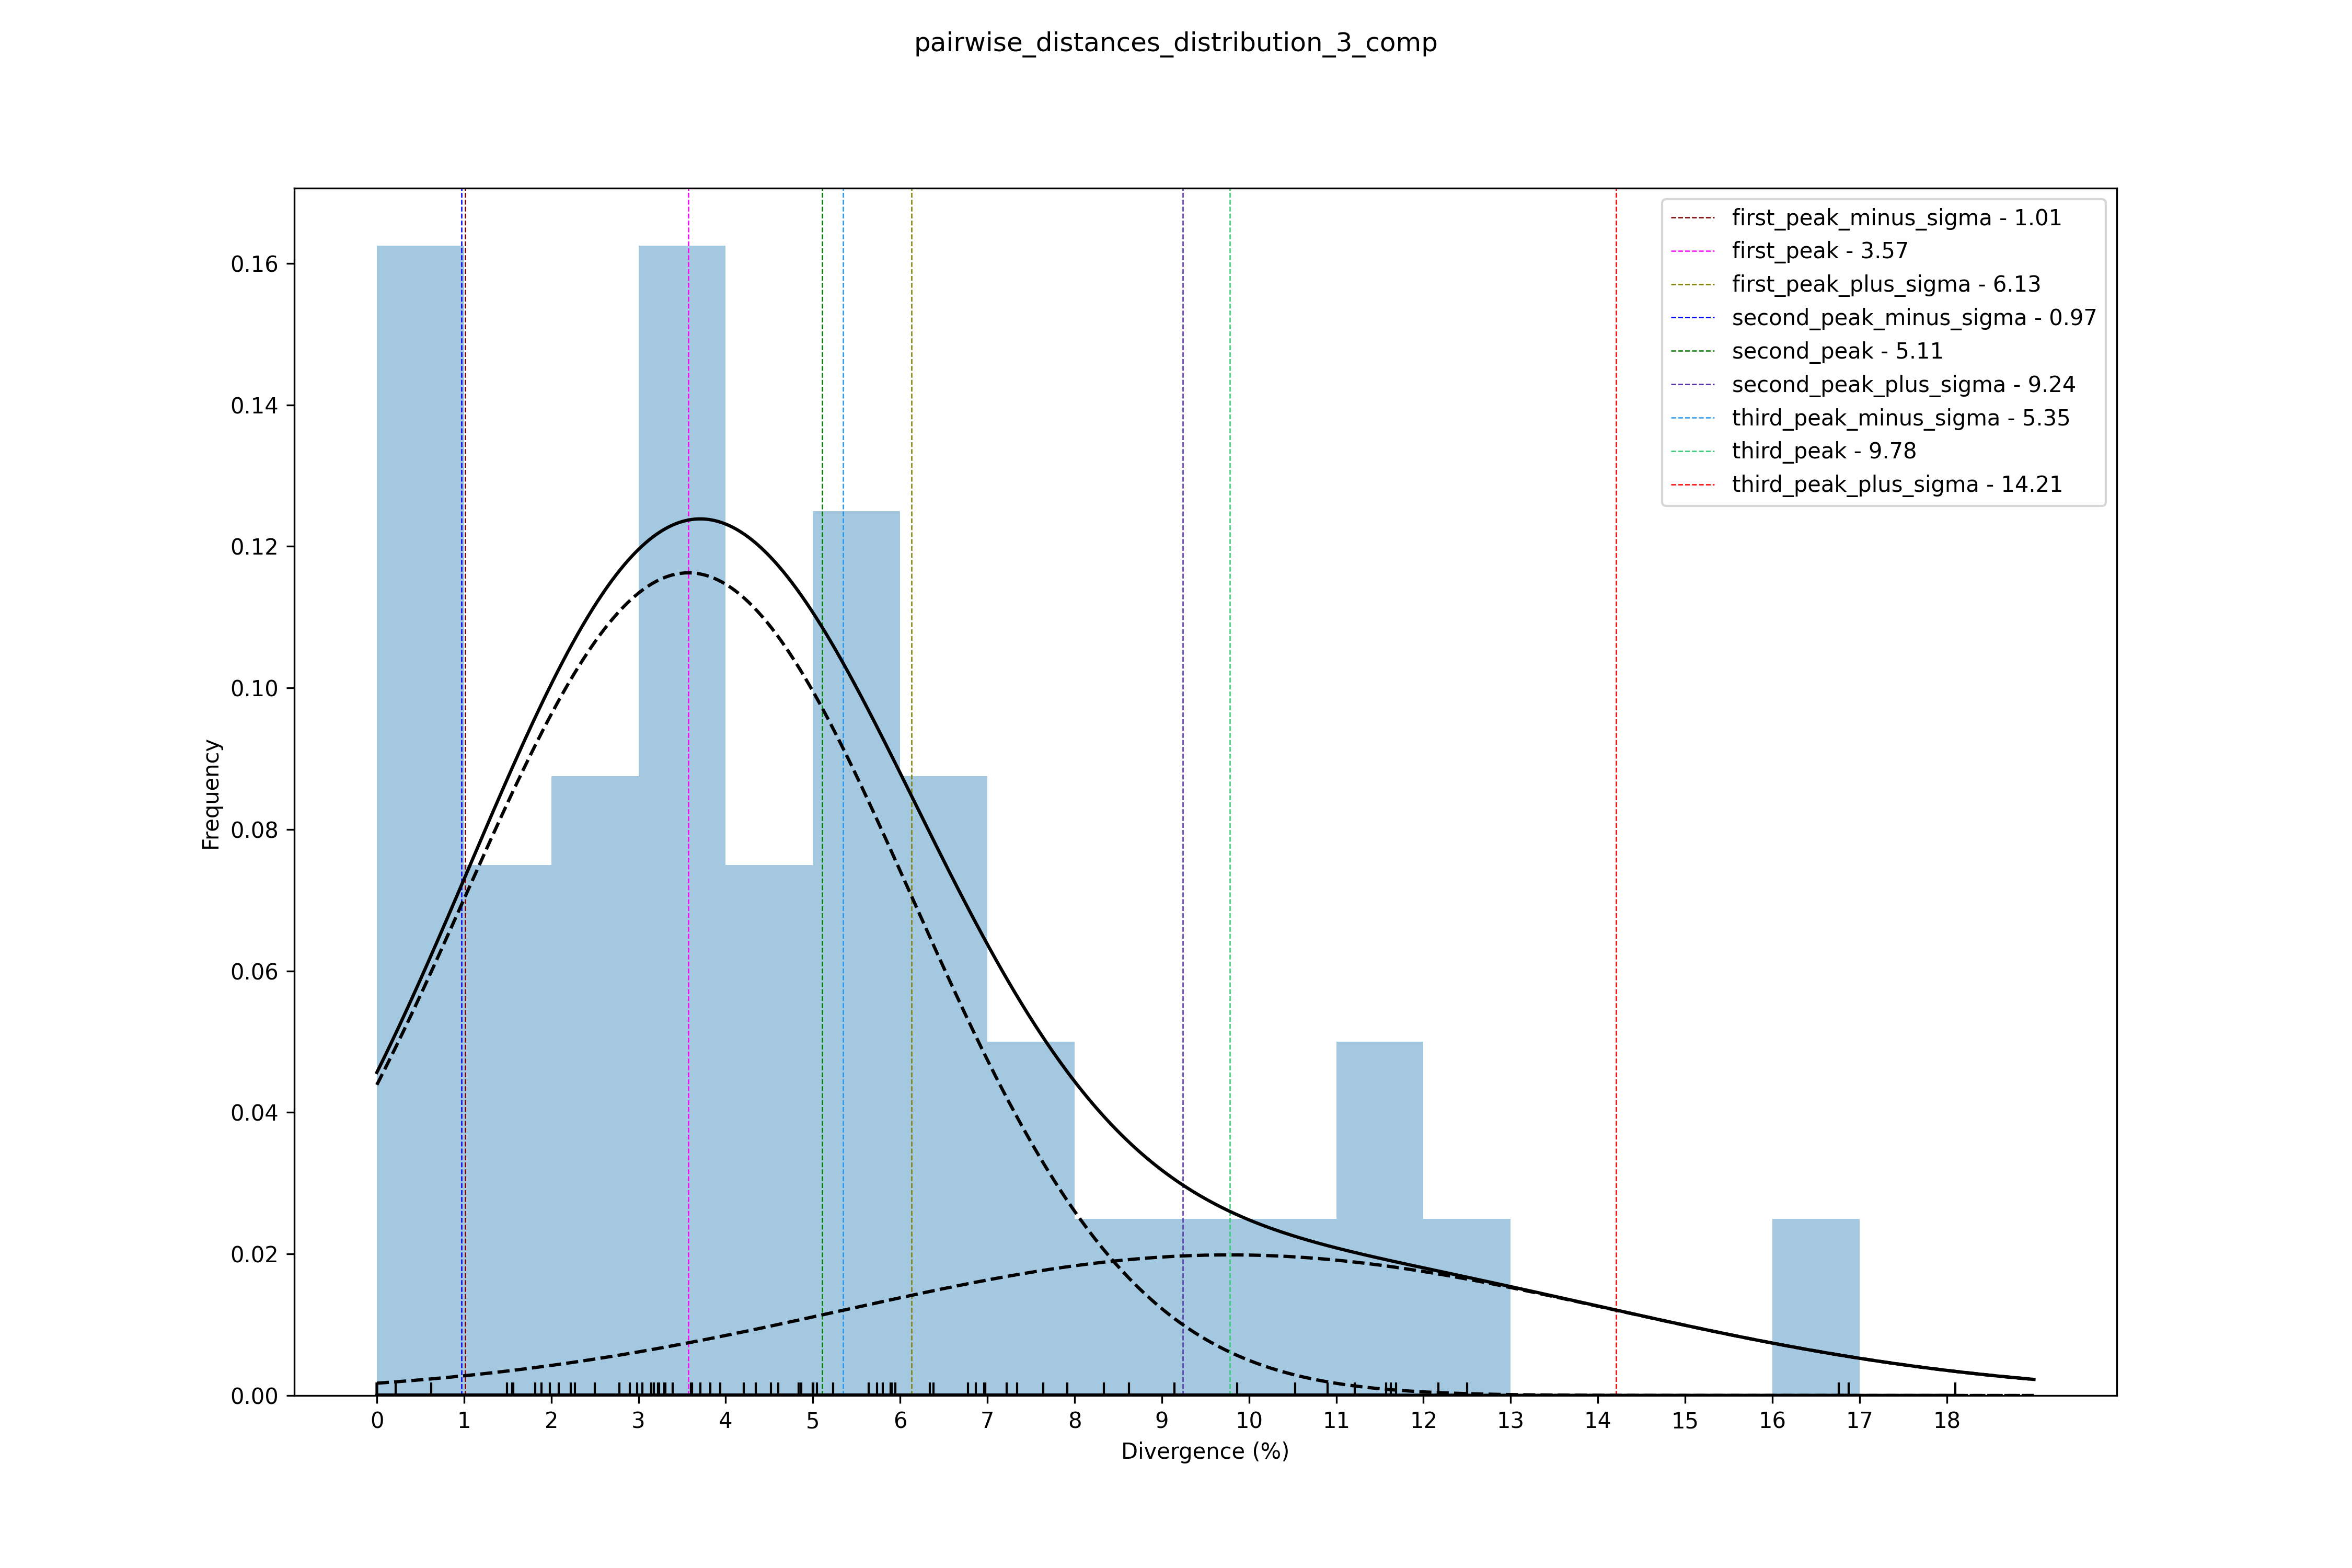 pairwise_distances_distribution_3_comp
first_peak_minus_sigma - 1.01
first_peak - 3.57
first_peak_plus_sigma - 6.13
second_peak_minus_sigma - 0.97
second_peak - 5.11
second_peak_plus_sigma - 9.24
third_peak_minus_sigma - 5.35
third_peak - 9.78
third_peak_plus_sigma - 14.21
0.16
0.14
0.12
0.10
0.08
0.06
0.04
0.02
0.00
Frequency
0 1 2 3 4 5 6 7 8 9 10 11 12 13 14 15 16 17 18
Divergence (%)